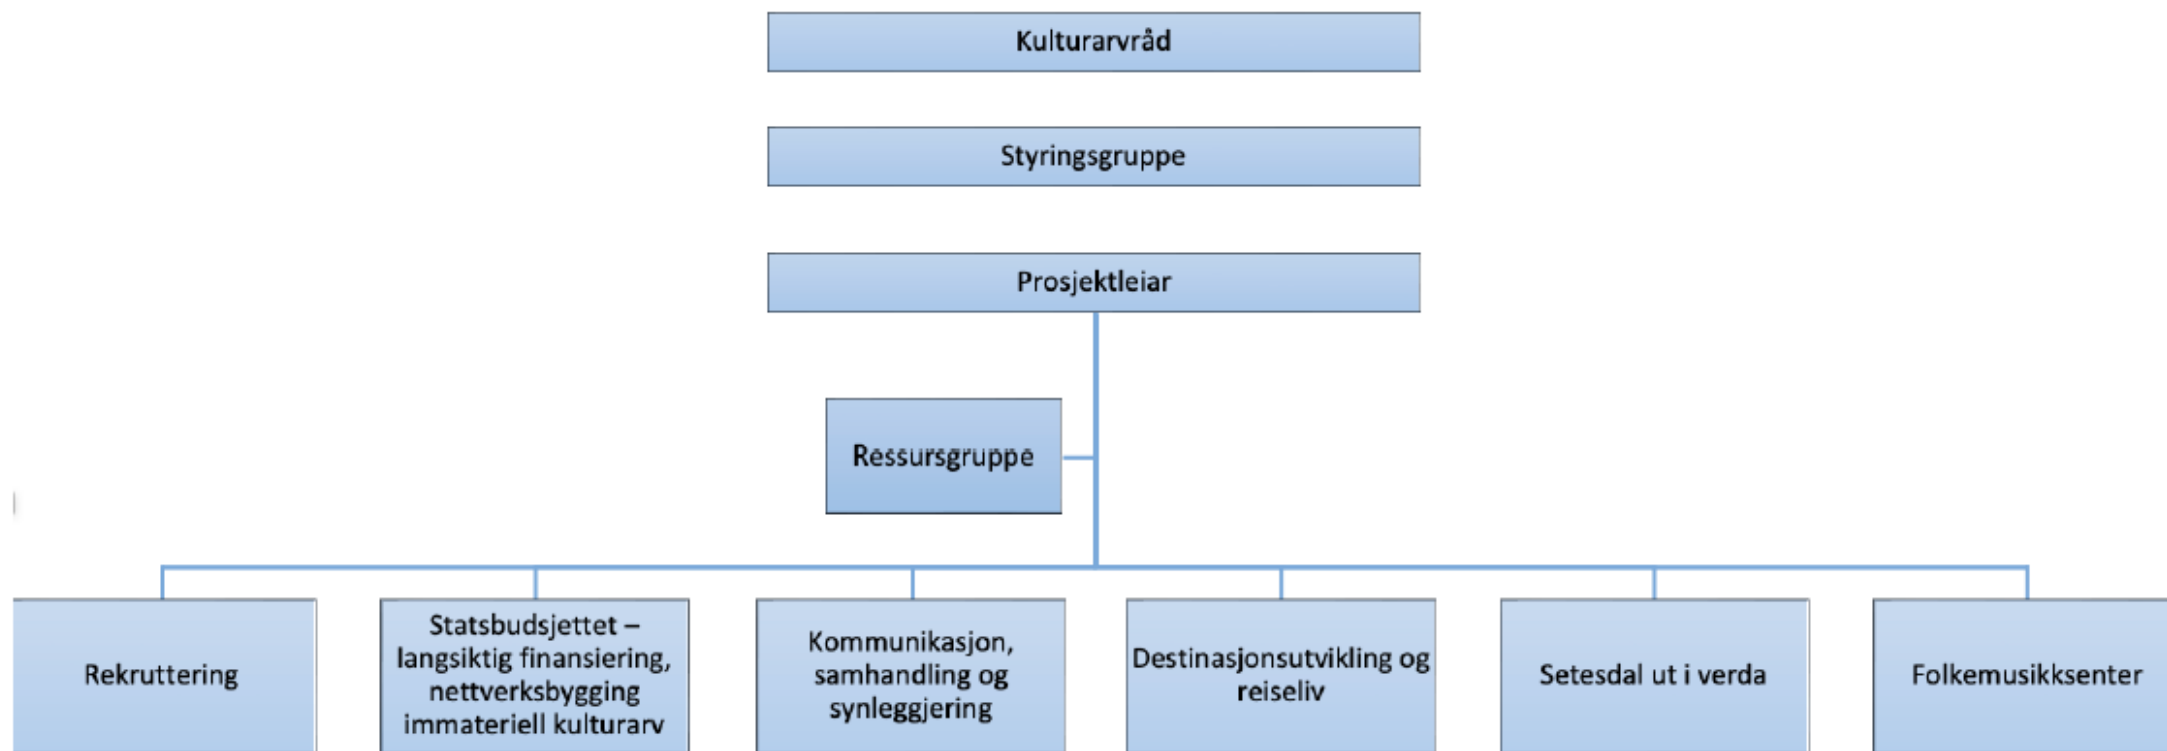 Kulturarvråd
Styringsgruppe
Prosjektleiar
Ressursgruppe
Rekruttering
Statsbudsjettet –
langsiktig finansiering,
nettverksbygging
immateriell kulturarv
Kommunikasjon,
samhandling og
synleggjering
Destinasjonsutvikling og
reiseliv
Setesdal ut i verda
Folkemusikksenter